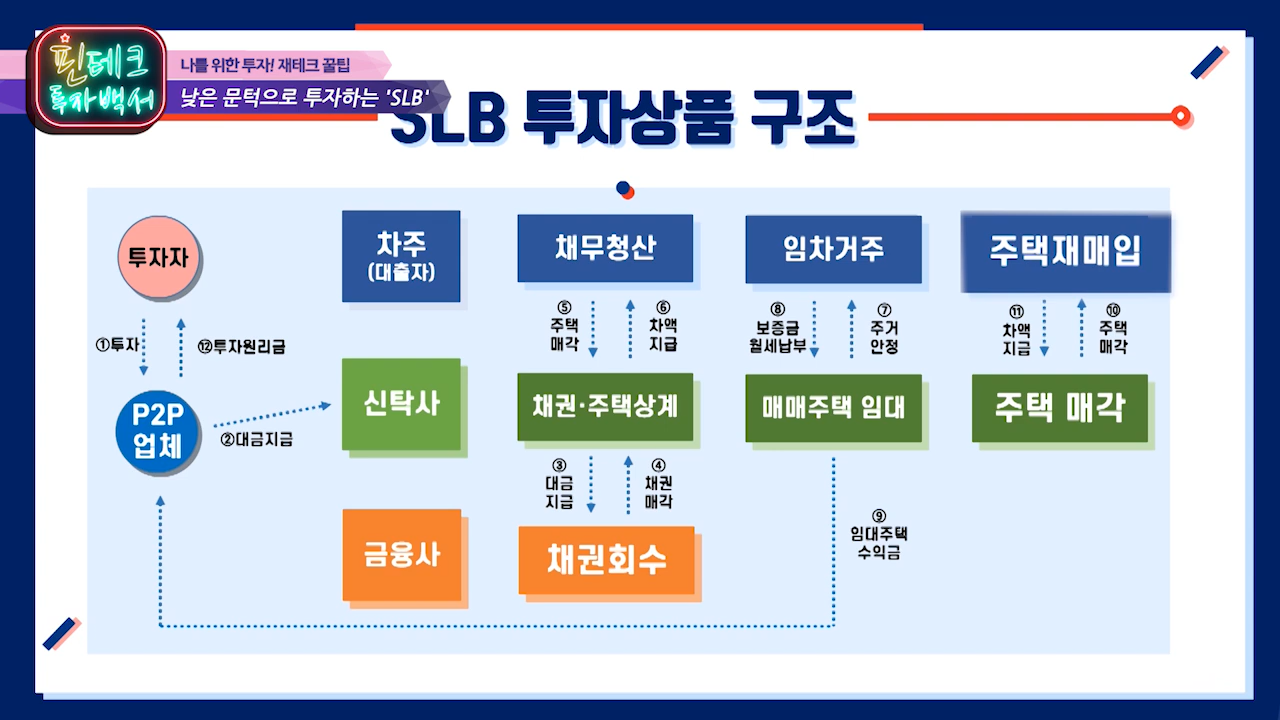 핀테크
투자백서
나를 위한 투자! 재테크 꿀팁
낮은 문턱으로 투자하는 'SLB'
SLB 투자상품 구조
투자자
차주
(대출자)
채무청산
임차거주
주택재매입
①투자
⑫투자원리금
⑤
주택
매각
⑥
차액
지급
⑧
보증금
월세납부
⑦
주거
안정
⑪
차액
지금
⑩
주택
매각
P2P
업체
②대금지금
신탁사
채권·주택상계
매매주택 임대
주택 매각
③
대금
지금
④
채권
매각
⑨
임대주택
수익금
금융사
채권회수